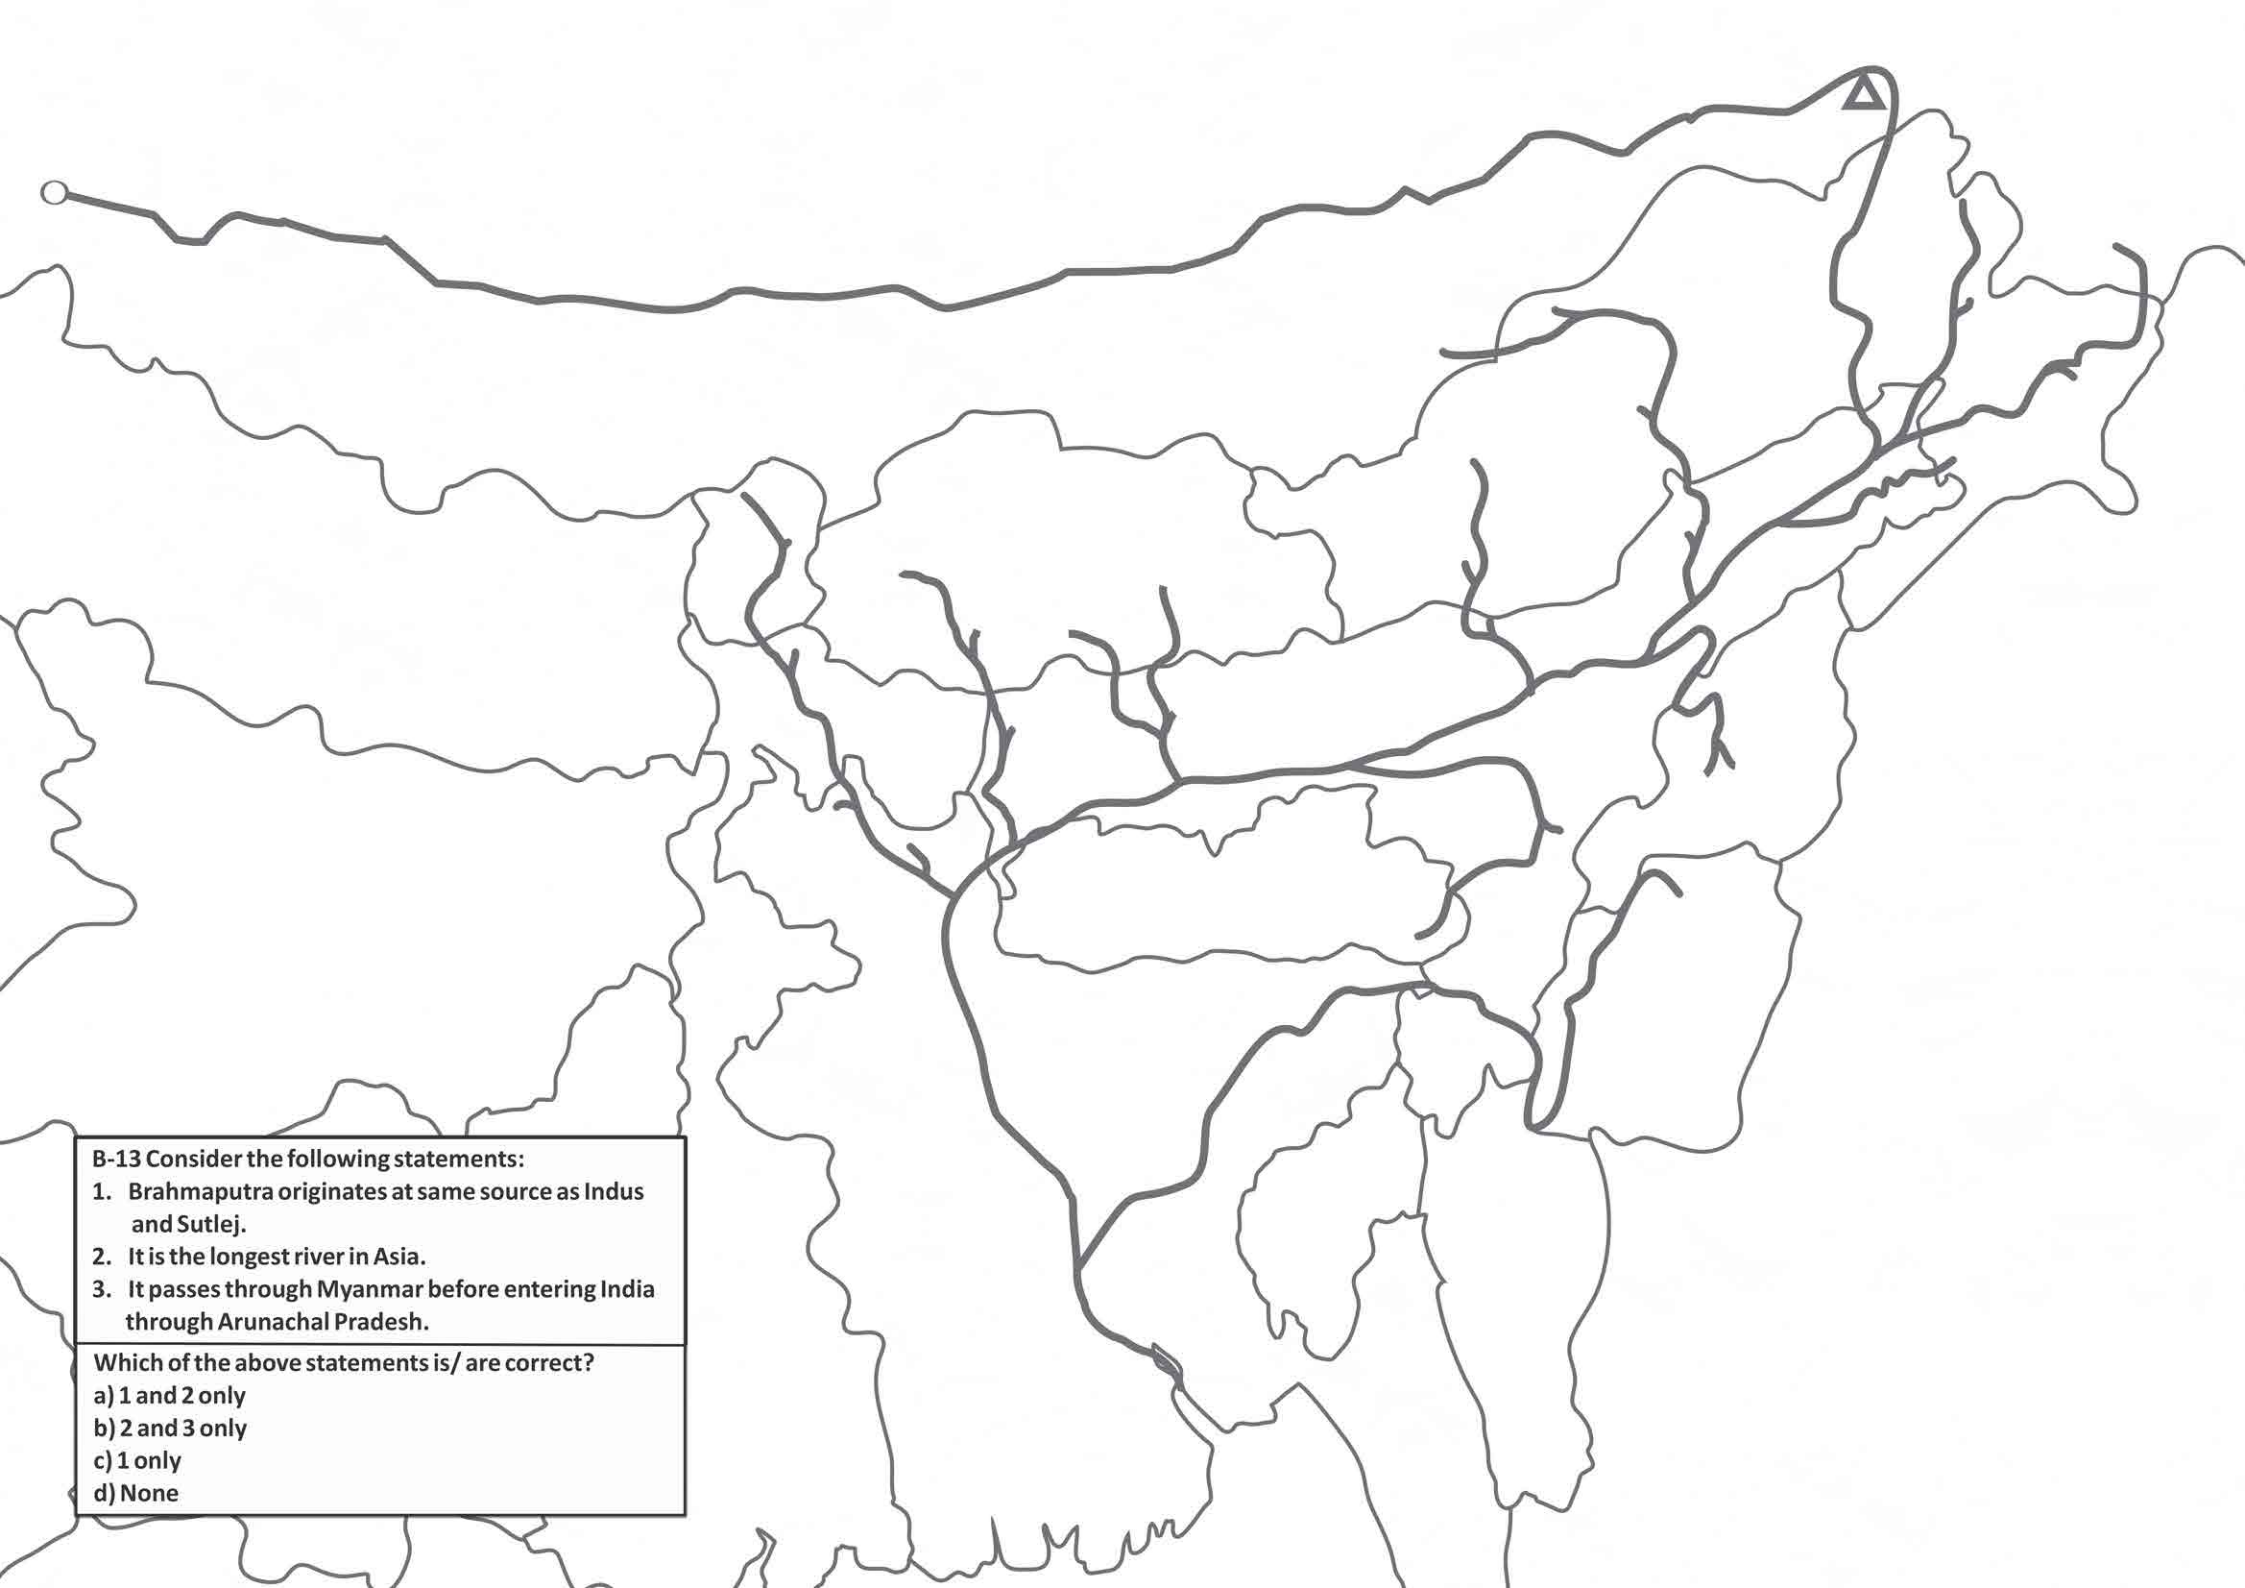 B-13 Consider the following statements:
1. Brahmaputra originates at same source as Indus
and Sutlej.
2. It is the longest river in Asia.
3. It passes through Myanmar before entering India
through Arunachal Pradesh.
Which of the above statements is/ are correct?
a) 1 and 2 only
b) 2 and 3 only
c) 1 only
d) None